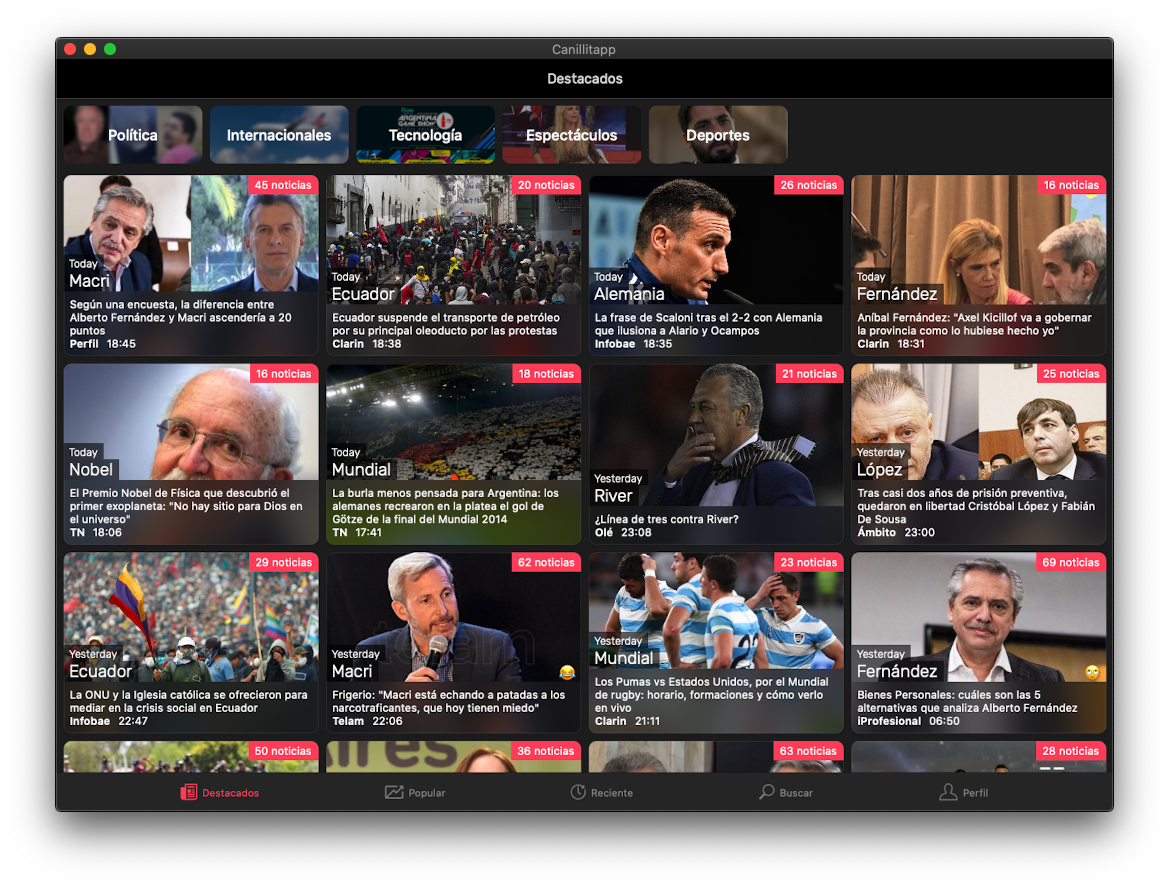 Canillitapp
Destacados
Política
Internacionales
ARGENTINA
GAME SHOW
Tecnología
Espectáculos
Deportes
45 noticias
Today
Macri
Según una encuesta, la diferencia entre
Alberto Fernández y Macri ascendería a 20
puntos
Perfil 18:45
20 noticias
Today
Ecuador
Ecuador suspende el transporte de petróleo
por su principal oleoducto por las protestas
Clarin 18:38
26 noticias
Today
Alemania
La frase de Scaloni tras el 2-2 con Alemania
que ilusiona a Alario y Ocampos
Infobae 18:35
16 noticias
Today
Fernández
Aníbal Fernández: "Axel Kicillof va a gobernar
la provincia como lo hubiese hecho yo"
Clarin 18:31
16 noticias
Today
Nobel
El Premio Nobel de Física que descubrió el
primer exoplaneta: "No hay sitio para Dios en
el universo"
TN 18:06
18 noticias
Today
Mundial
La burla menos pensada para Argentina: los
alemanes recrearon en la platea el gol de
Götze de la final del Mundial 2014
TN 17:41
21 noticias
Yesterday
River
¿Línea de tres contra River?
Olé 23:08
25 noticias
Yesterday
López
Tras casi dos años de prisión preventiva,
quedaron en libertad Cristóbal López y Fabián
De Sousa
Ámbito 23:00
29 noticias
Yesterday
Ecuador
La ONU y la Iglesia católica se ofrecieron para
mediar en la crisis social en Ecuador
Infobae 22:47
62 noticias
telam
Yesterday
Macri
Frigerio: "Macri está echando a patadas a los
narcotraficantes, que hoy tienen miedo"
Telam 22:06
23 noticias
Yesterday
Mundial
Los Pumas vs Estados Unidos, por el Mundial
de rugby: horario, formaciones y cómo verlo
en vivo
Clarin 21:11
69 noticias
Yesterday
Fernández
Bienes Personales: cuáles son las 5
alternativas que analiza Alberto Fernández
iProfesional 06:50
50 noticias
36 noticias
63 noticias
28 noticias
Destacados
Popular
Reciente
Buscar
Perfil